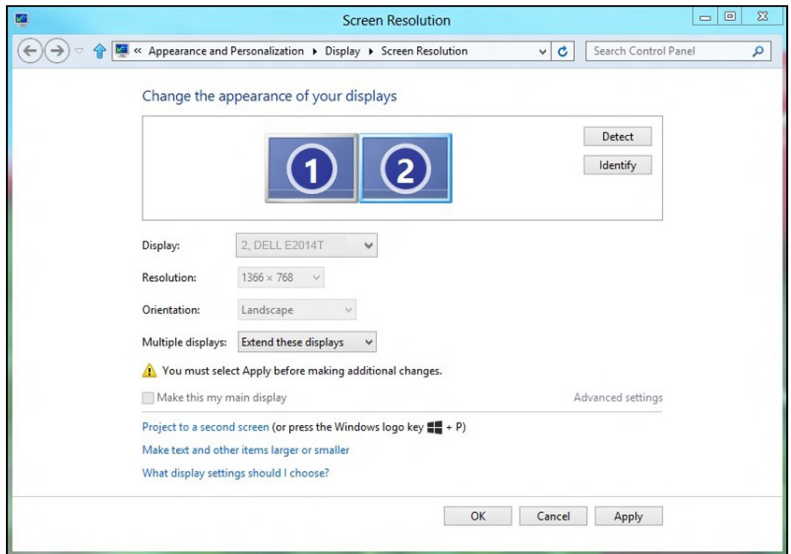 Screen Resolution
« Appearance and Personalization Display Screen Resolution Search Control Panel
Change the appearance of your displays
1 2
Detect
Identify
Display: 2, DELL E2014T
Resolution: 1366 × 768
Orientation: Landscape
Multiple displays: Extend these displays
You must select Apply before making additional changes.
Make this my main display Advanced settings
Project to a second screen (or press the Windows logo key + P)
Make text and other items larger or smaller
What display settings should I choose?
OK Cancel Apply